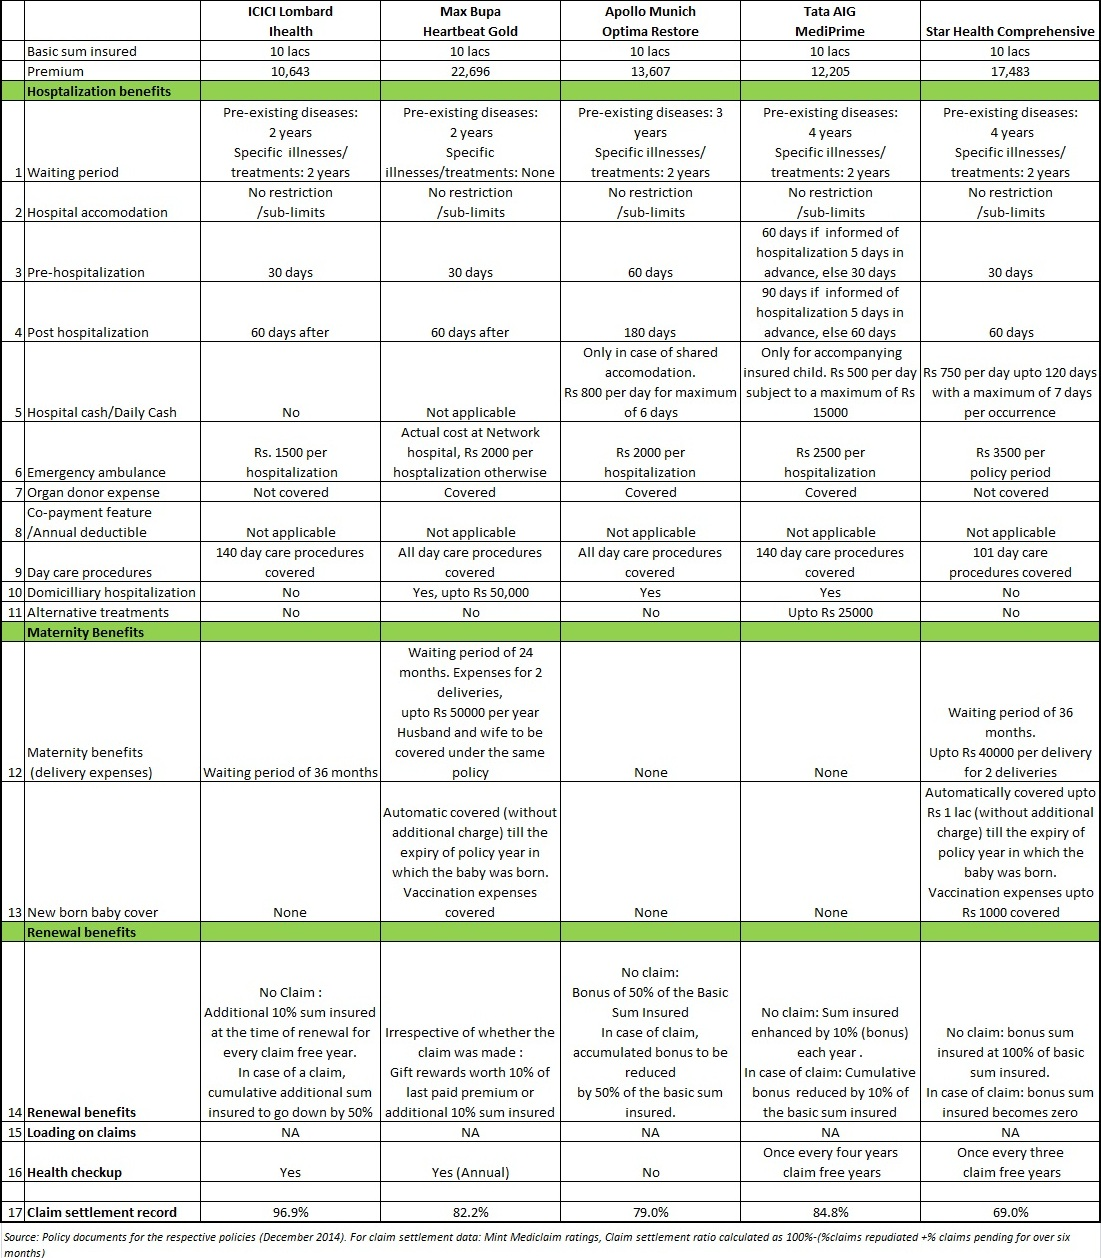 ICICI Lombard Ihealth | Max Bupa Heartbeat Gold | Apollo Munich Optima Restore | Tata AIG MediPrime | Star Health Comprehensive
Basic sum insured | 10 lacs | 10 lacs | 10 lacs | 10 lacs | 10 lacs
Premium | 10,643 | 22,696 | 13,607 | 12,205 | 17,483
Hosptalization benefits
1 | Waiting period | Pre-existing diseases: 2 years Specific illnesses/ treatments: 2 years | Pre-existing diseases: 2 years Specific illnesses/treatments: None | Pre-existing diseases: 3 years Specific illnesses/ treatments: 2 years | Pre-existing diseases: 4 years Specific illnesses/ treatments: 2 years | Pre-existing diseases: 4 years Specific illnesses/ treatments: 2 years
2 | Hospital accomodation | No restriction /sub-limits | No restriction /sub-limits | No restriction /sub-limits | No restriction /sub-limits | No restriction /sub-limits
3 | Pre-hospitalization | 30 days | 30 days | 60 days | 60 days if informed of hospitalization 5 days in advance, else 30 days | 30 days
4 | Post hospitalization | 60 days after | 60 days after | 180 days | 90 days if informed of hospitalization 5 days in advance, else 60 days | 60 days
5 | Hospital cash/Daily Cash | No | Not applicable | Only in case of shared accomodation. Rs 800 per day for maximum of 6 days | Only for accompanying insured child. Rs 500 per day subject to a maximum of Rs 15000 | Rs 750 per day upto 120 days with a maximum of 7 days per occurrence
6 | Emergency ambulance | Rs. 1500 per hospitalization | Actual cost at Network hospital, Rs 2000 per hosptalization otherwise | Rs 2000 per hospitalization | Rs 2500 per hospitalization | Rs 3500 per policy period
7 | Organ donor expense | Not covered | Covered | Covered | Covered | Not covered
8 | Co-payment feature /Annual deductible | Not applicable | Not applicable | Not applicable | Not applicable | Not applicable
9 | Day care procedures | 140 day care procedures covered | All day care procedures covered | All day care procedures covered | 140 day care procedures covered | 101 day care procedures covered
10 | Domicilliary hospitalization | No | Yes, upto Rs 50,000 | Yes | Yes | No
11 | Alternative treatments | No | No | No | Upto Rs 25000 | No
Maternity Benefits
12 | Maternity benefits (delivery expenses) | Waiting period of 36 months | Waiting period of 24 months. Expenses for 2 deliveries, upto Rs 50000 per year Husband and wife to be covered under the same policy | None | None | Waiting period of 36 months. Upto Rs 40000 per delivery for 2 deliveries
13 | New born baby cover | None | Automatic covered (without additional charge) till the expiry of policy year in which the baby was born. Vaccination expenses covered | None | None | Automatically covered upto Rs 1 lac (without additional charge) till the expiry of policy year in which the baby was born. Vaccination expenses upto Rs 1000 covered
Renewal benefits
14 | Renewal benefits | No Claim : Additional 10% sum insured at the time of renewal for every claim free year. In case of a claim, cumulative additional sum insured to go down by 50% | Irrespective of whether the claim was made : Gift rewards worth 10% of last paid premium or additional 10% sum insured | No claim: Bonus of 50% of the Basic Sum Insured In case of claim, accumulated bonus to be reduced by 50% of the basic sum insured. | No claim: Sum insured enhanced by 10% (bonus) each year . In case of claim: Cumulative bonus reduced by 10% of the basic sum insured | No claim: bonus sum insured at 100% of basic sum insured. In case of claim: bonus sum insured becomes zero
15 | Loading on claims | NA | NA | NA | NA | NA
16 | Health checkup | Yes | Yes (Annual) | No | Once every four years claim free years | Once every three claim free years
17 | Claim settlement record | 96.9% | 82.2% | 79.0% | 84.8% | 69.0%
Source: Policy documents for the respective policies (December 2014). For claim settlement data: Mint Mediclaim ratings, Claim settlement ratio calculated as 100%-(%claims repudiated +% claims pending for over six
months)